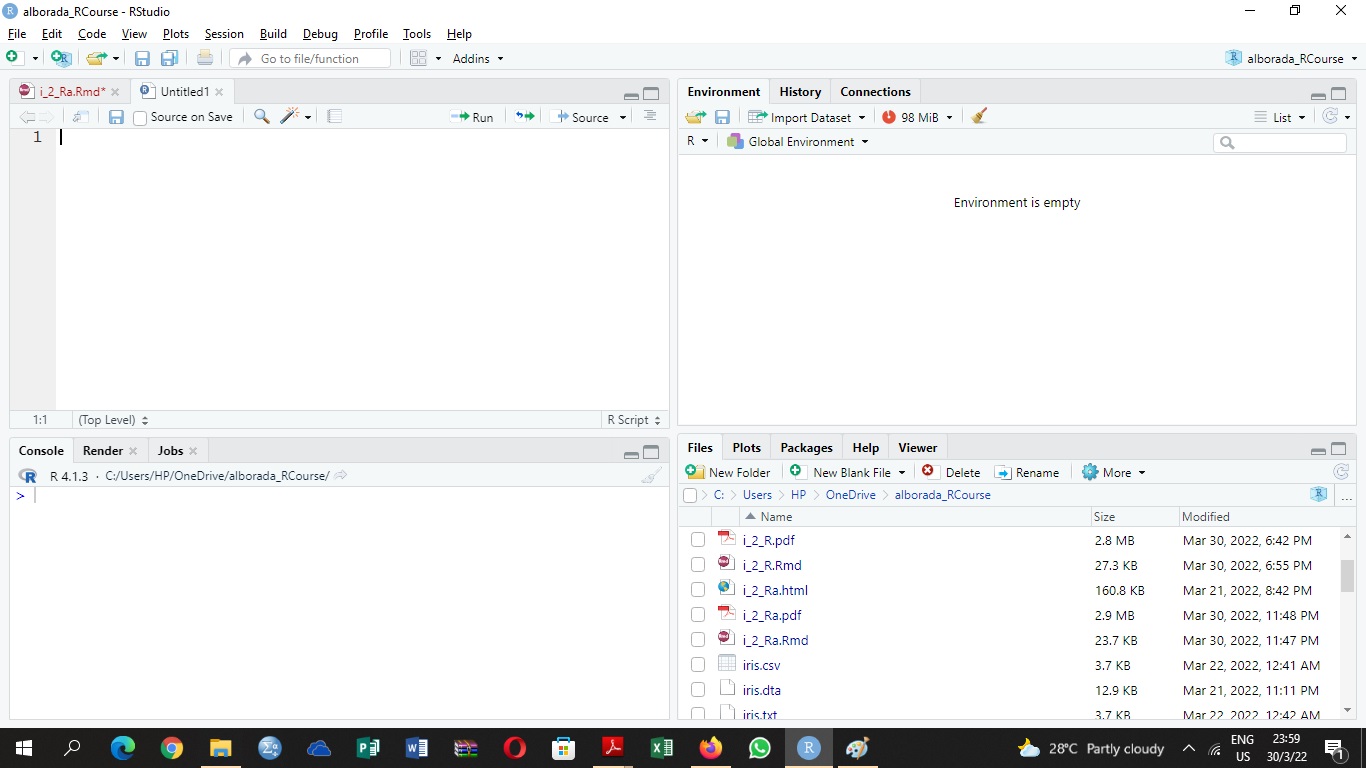 alborada_RCourse - RStudio
File Edit Code View Plots Session Build Debug Profile Tools Help
Go to file/function Addins alborada_RCourse
i_2_Ra.Rmd* Untitled1
Source on Save Run Source
1
1:1 (Top Level) R Script
Console Render Jobs
R 4.1.3 · C:/Users/HP/OneDrive/alborada_RCourse/
>
Environment History Connections
Import Dataset 98 MiB List
R Global Environment
Environment is empty
Files Plots Packages Help Viewer
New Folder New Blank File Delete Rename More
C: Users HP OneDrive alborada_RCourse ...
Name Size Modified
i_2_R.pdf 2.8 MB Mar 30, 2022, 6:42 PM
i_2_R.Rmd 27.3 KB Mar 30, 2022, 6:55 PM
i_2_Ra.html 160.8 KB Mar 21, 2022, 8:42 PM
i_2_Ra.pdf 2.9 MB Mar 30, 2022, 11:48 PM
i_2_Ra.Rmd 23.7 KB Mar 30, 2022, 11:47 PM
iris.csv 3.7 KB Mar 22, 2022, 12:41 AM
iris.dta 12.9 KB Mar 21, 2022, 11:11 PM
iris.txt 3.7 KB Mar 22, 2022, 12:42 AM
28°C Partly cloudy
ENG
US
23:59
30/3/22
1